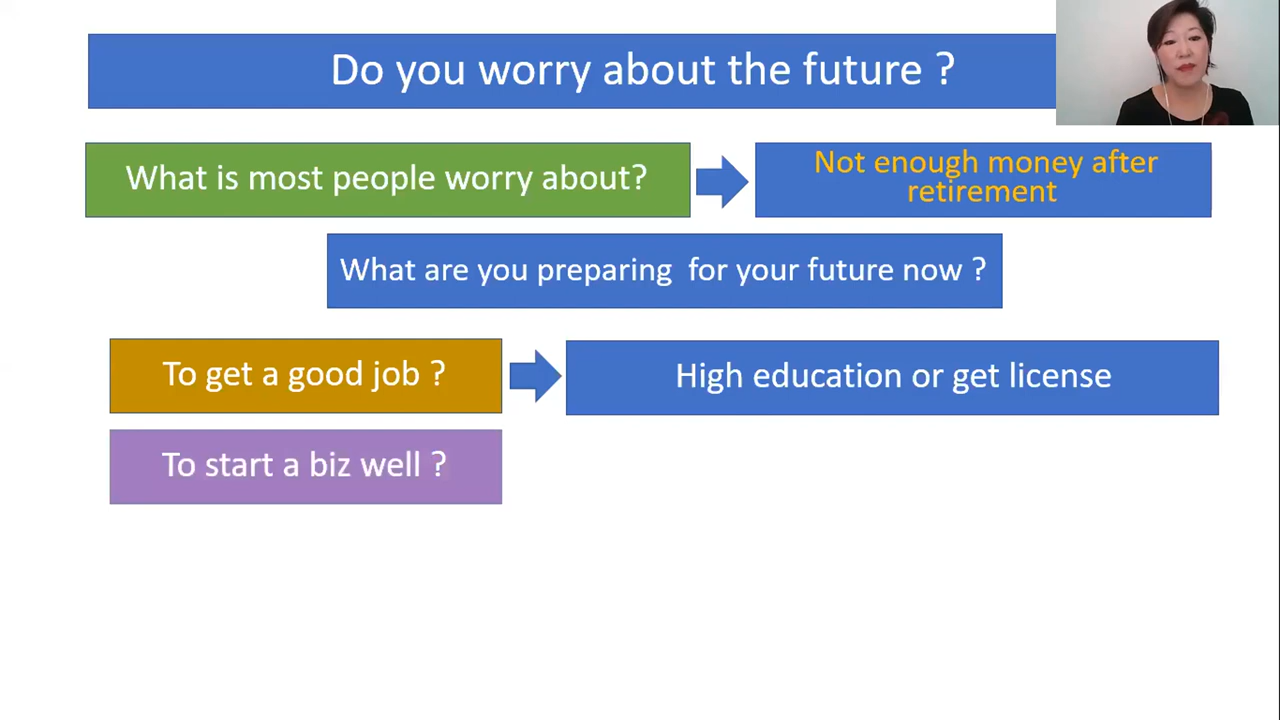 Do you worry about the future ?
What is most people worry about?
Not enough money after
retirement
What are you preparing  for your future now ?
To get a good job ?
High education or get license
To start a biz well ?